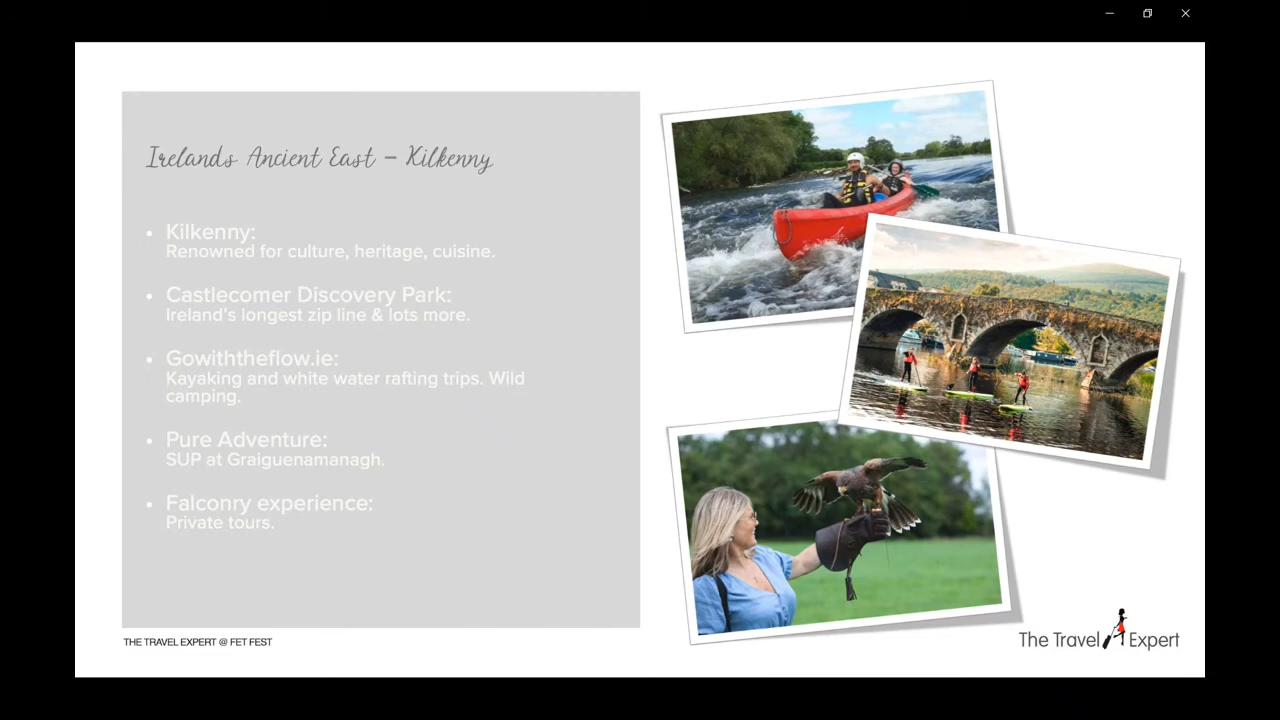 Irelands Ancient East – Kilkenny
• Kilkenny:
Renowned for culture, heritage, cuisine.
• Castlecomer Discovery Park:
Ireland's longest zip line & lots more.
• Gowiththeflow.ie:
Kayaking and white water rafting trips. Wild
camping.
• Pure Adventure:
SUP at Graiguenamanagh.
• Falconry experience:
Private tours.
THE TRAVEL EXPERT @ FET FEST
The Travel Expert